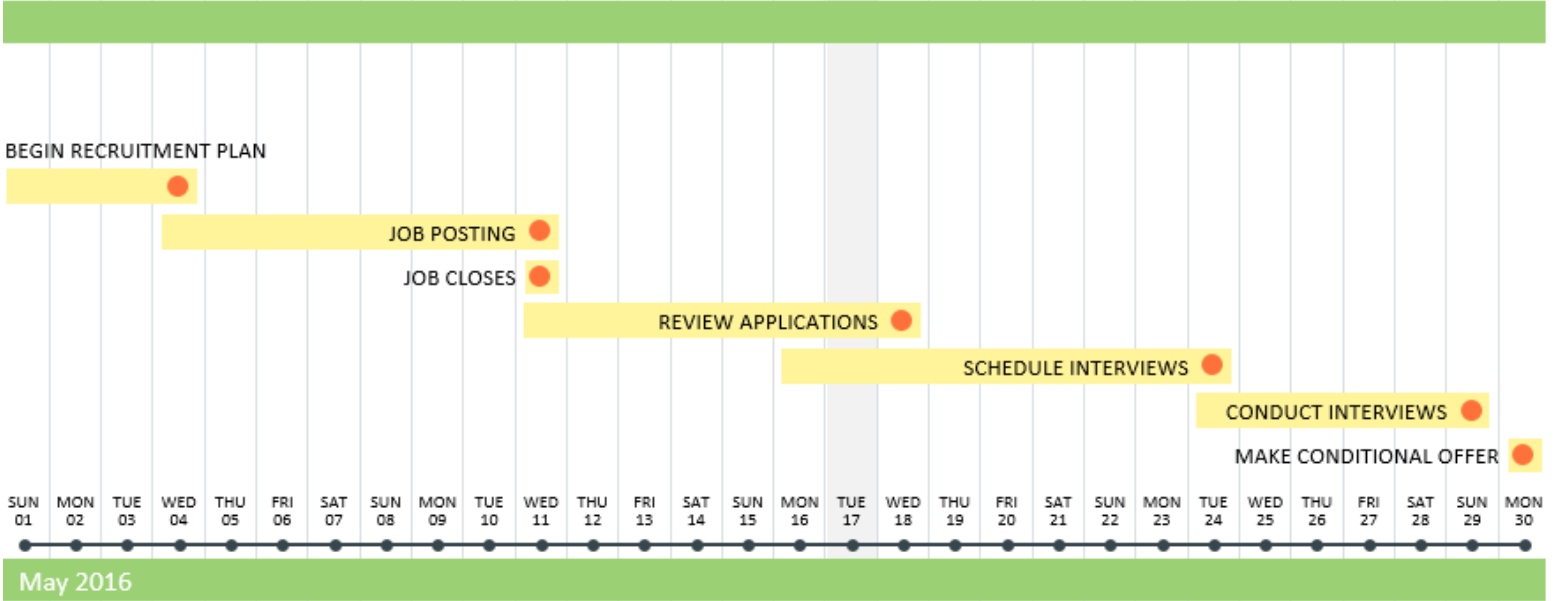 BEGIN RECRUITMENT PLAN
JOB POSTING
JOB CLOSES
REVIEW APPLICATIONS
SCHEDULE INTERVIEWS
CONDUCT INTERVIEWS
MAKE CONDITIONAL OFFER
SUN MON TUE WED THU FRI SAT SUN MON TUE WED THU FRI SAT SUN MON TUE WED THU FRI SAT SUN MON TUE WED THU FRI SAT SUN MON
01 02 03 04 05 06 07 08 09 10 11 12 13 14 15 16 17 18 19 20 21 22 23 24 25 26 27 28 29 30
May 2016